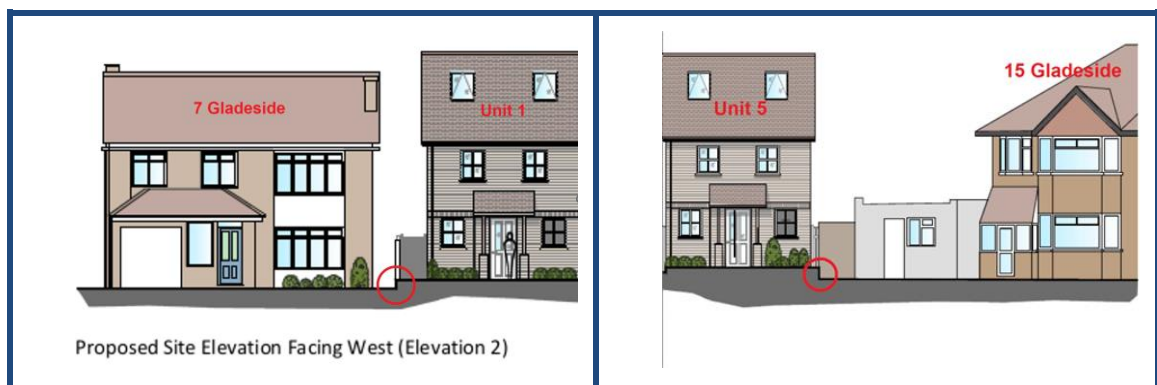 7 Gladeside
Unit 1
Proposed Site Elevation Facing West (Elevation 2)
Unit 5
15 Gladeside